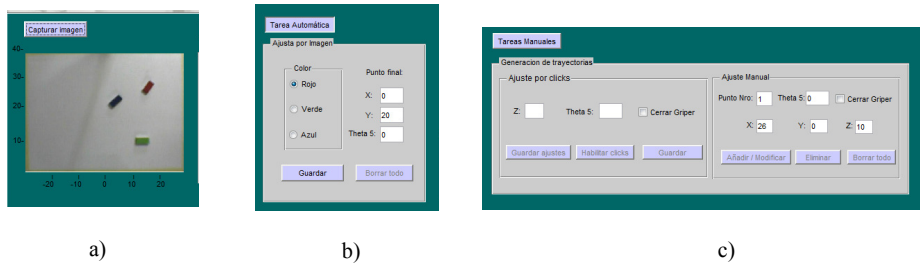 Capturar imagen
40-
30-
20-
10-
-20 -10 0 10 20
a)
Tarea Automática
Ajusta por Imagen
Color
Rojo
Verde
Azul
Punto final:
X: 0
Y: 20
Theta 5: 0
Guardar Borrar todo
b)
Tareas Manuales
Generación de trayectorias
Ajuste por clicks
Z: Theta 5: Cerrar Griper
Guardar ajustes Habilitar clicks Guardar
Ajuste Manual
Punto Nro: 1 Theta 5: 0 Cerrar Griper
X: 26 Y: 0 Z: 10
Añadir / Modificar Eliminar Borrar todo
c)